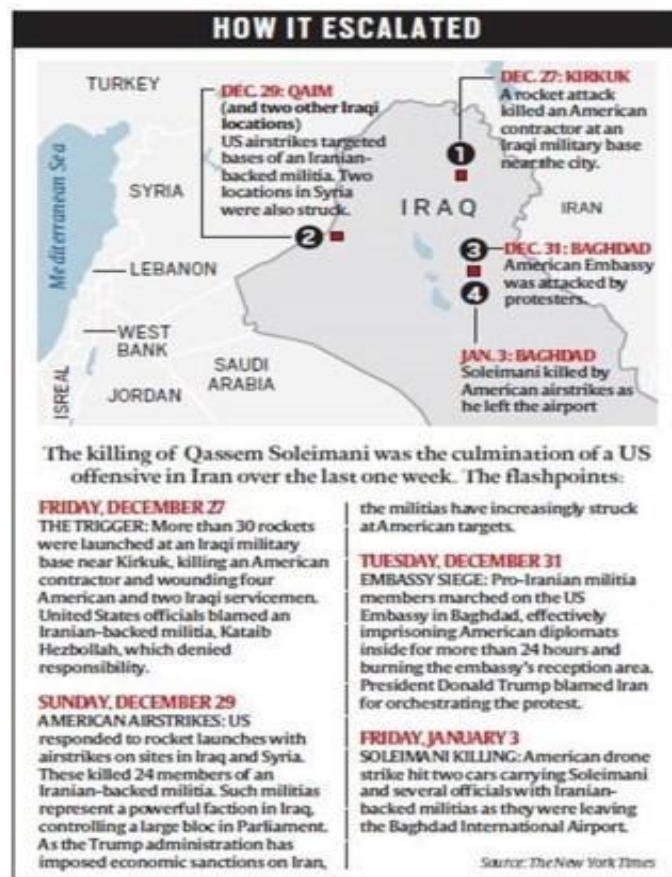 HOW IT ESCALATED
TURKEY
SYRIA
Mediterranean Sea
LEBANON
WEST
BANK
ISREAL
JORDAN
SAUDI
ARABIA
IRAQ
IRAN
DEC. 29: QAIM
(and two other Iraqi
locations)
US airstrikes targeted
bases of an Iranian-
backed militia. Two
locations in Syria
were also struck.
2
DEC. 27: KIRKUK
A rocket attack
killed an American
contractor at an
Iraqi military base
near the city.
1
3
DEC. 31: BAGHDAD
American Embassy
was attacked by
protesters.
4
JAN. 3: BAGHDAD
Soleimani killed by
American airstrikes as
he left the airport
The killing of Qassem Soleimani was the culmination of a US
offensive in Iran over the last one week. The flashpoints:
FRIDAY, DECEMBER 27
THE TRIGGER: More than 30 rockets
were launched at an Iraqi military
base near Kirkuk, killing an American
contractor and wounding four
American and two Iraqi servicemen.
United States officials blamed an
Iranian-backed militia, Kataib
Hezbollah, which denied
responsibility.
SUNDAY, DECEMBER 29
AMERICAN AIRSTRIKES: US
responded to rocket launches with
airstrikes on sites in Iraq and Syria.
These killed 24 members of an
Iranian-backed militia. Such militias
represent a powerful faction in Iraq,
controlling a large bloc in Parliament.
As the Trump administration has
imposed economic sanctions on Iran,
the militias have increasingly struck
at American targets.
TUESDAY, DECEMBER 31
EMBASSY SIEGE: Pro-Iranian militia
members marched on the US
Embassy in Baghdad, effectively
imprisoning American diplomats
inside for more than 24 hours and
burning the embassy's reception area.
President Donald Trump blamed Iran
for orchestrating the protest.
FRIDAY, JANUARY 3
SOLEIMANI KILLING: American drone
strike hit two cars carrying Soleimani
and several officials with Iranian-
backed militias as they were leaving
the Baghdad International Airport.
Source: The New York Times